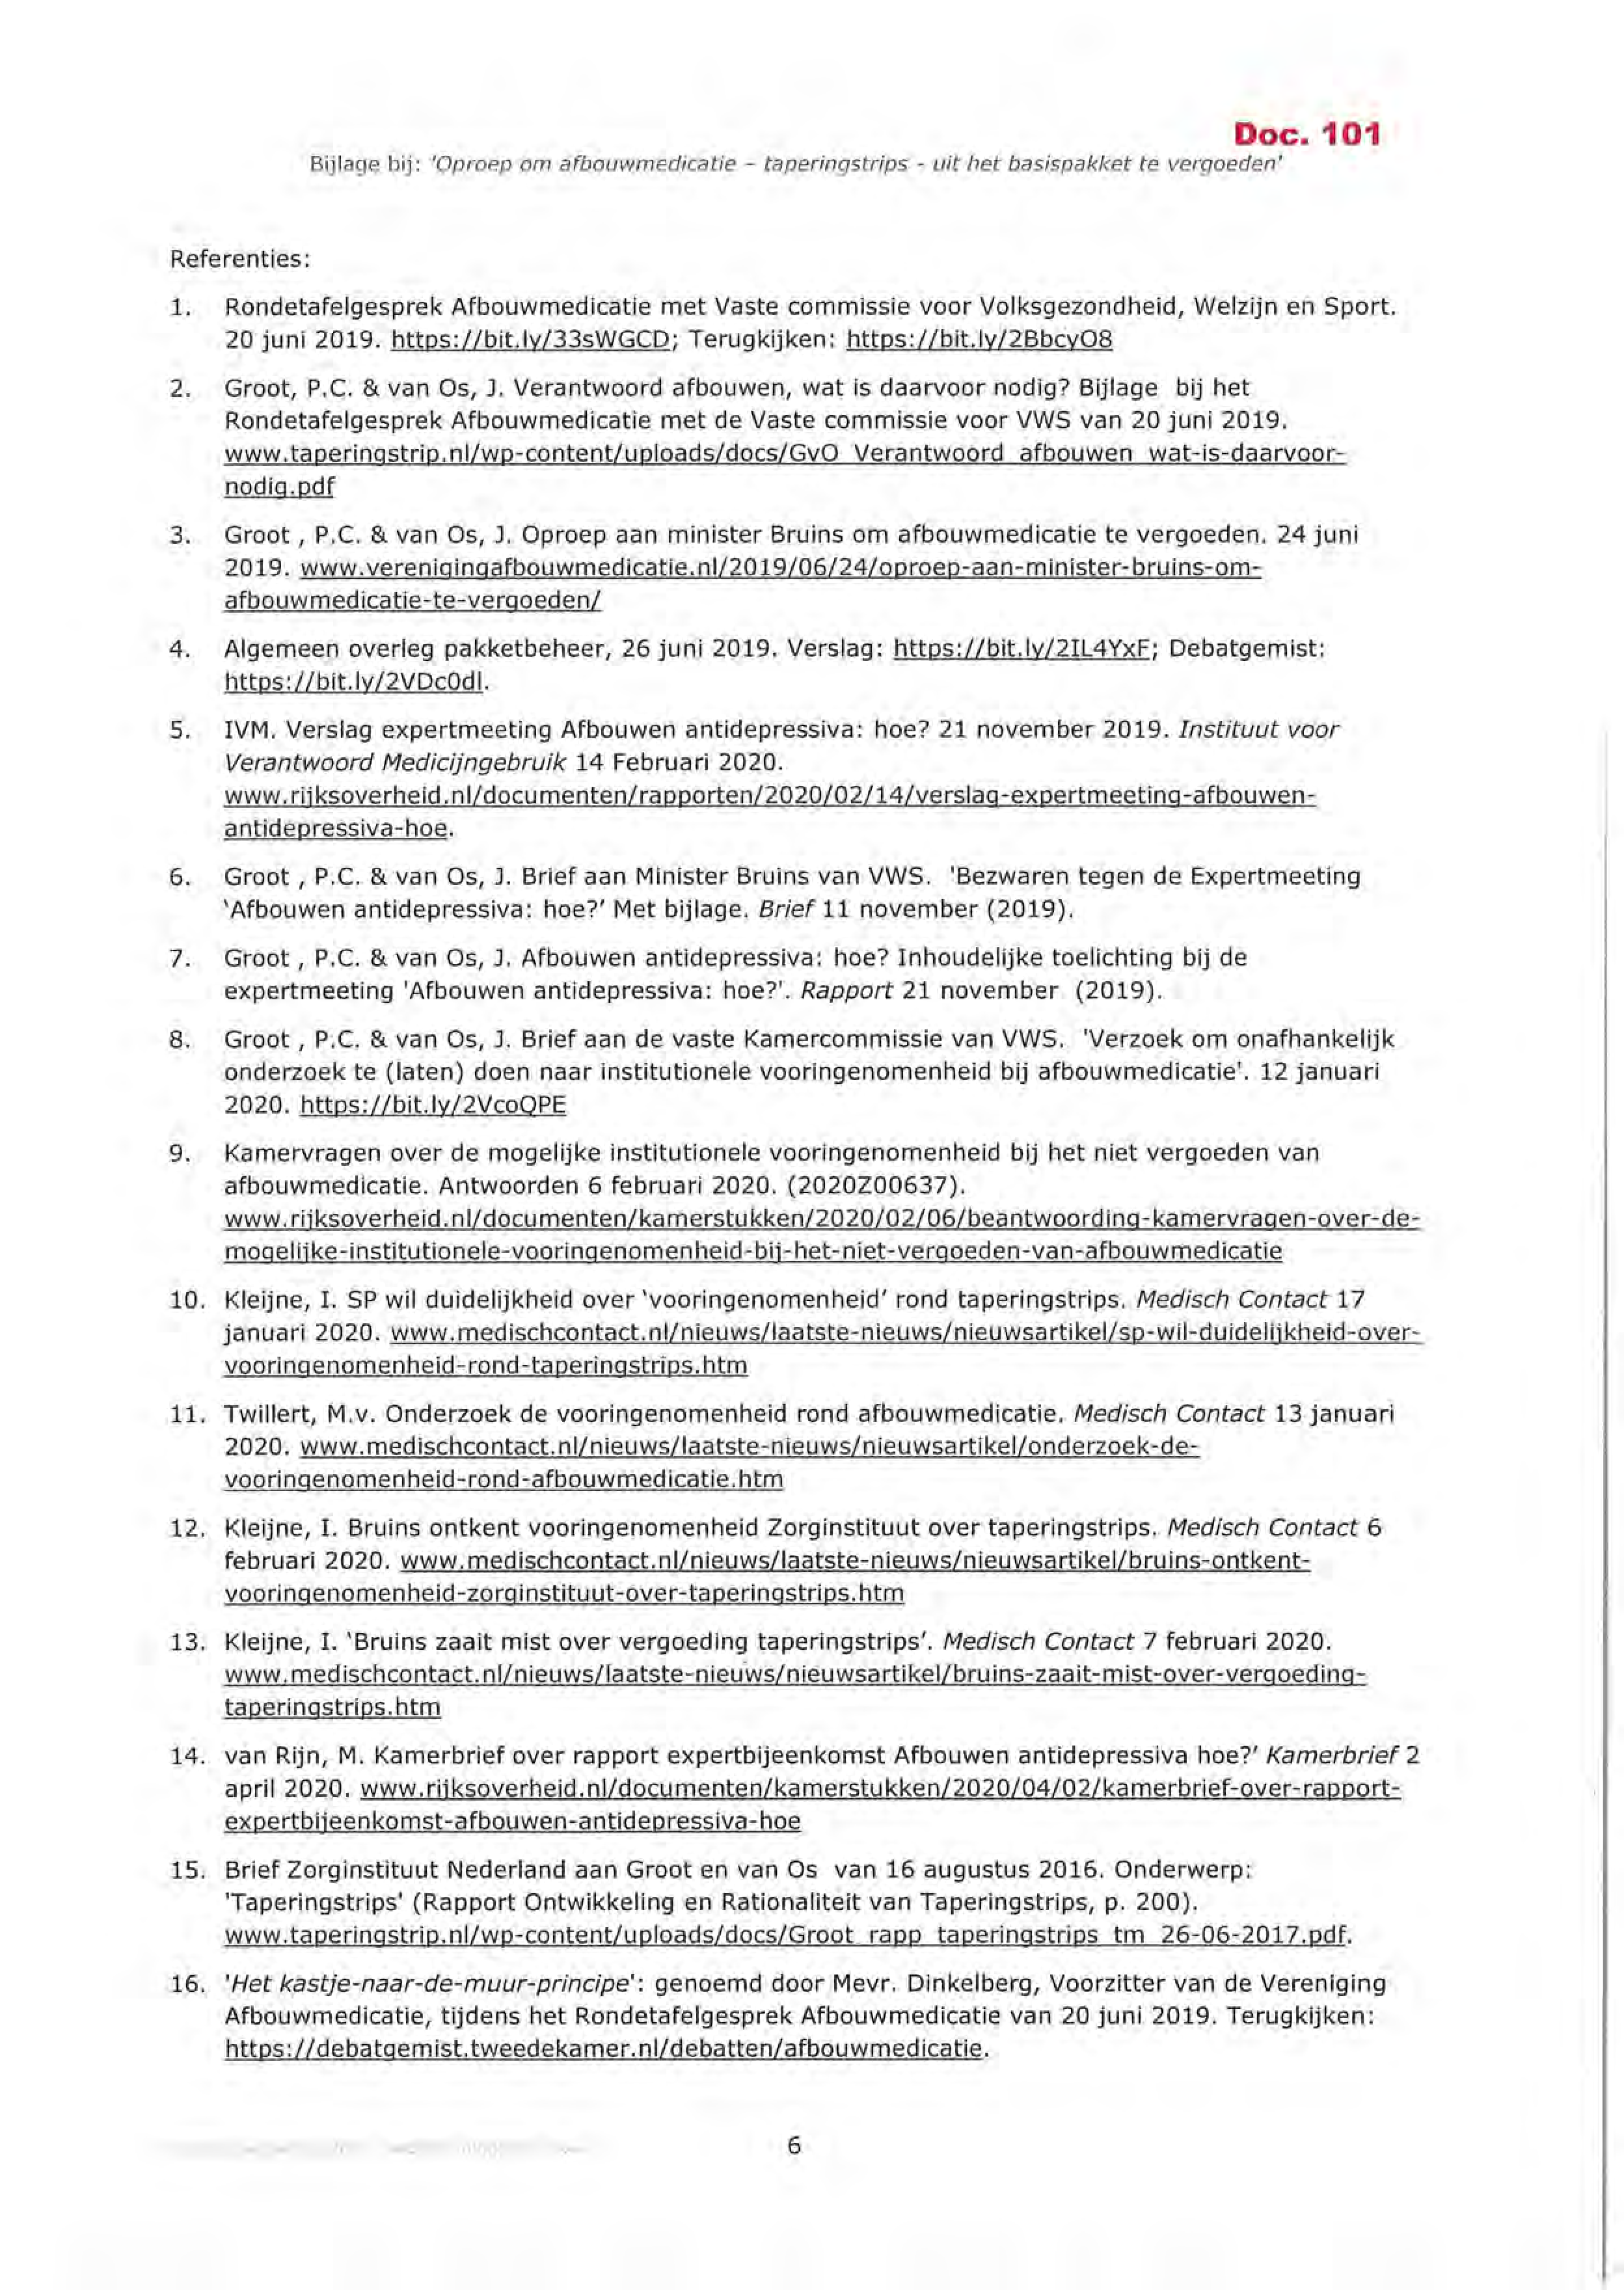 Doc. 101
Bijlage bij: 'Oproep om afbouwmedicatie – taperingstrips - uit het basispakket te vergoeden'
Referenties:
1. Rondetafelgesprek Afbouwmedicatie met Vaste commissie voor Volksgezondheid, Welzijn en Sport.
20 juni 2019. https://bit.ly/33sWGCD; Terugkijken: https://bit.ly/2BbcyO8
2. Groot, P.C. & van Os, J. Verantwoord afbouwen, wat is daarvoor nodig? Bijlage bij het
Rondetafelgesprek Afbouwmedicatie met de Vaste commissie voor VWS van 20 juni 2019.
www.taperingstrip.nl/wp-content/uploads/docs/GvO_Verantwoord_afbouwen_wat-is-daarvoor-
nodig.pdf
3. Groot , P.C. & van Os, J. Oproep aan minister Bruins om afbouwmedicatie te vergoeden. 24 juni
2019. www.verenigingafbouwmedicatie.nl/2019/06/24/oproep-aan-minister-bruins-om-
afbouwmedicatie-te-vergoeden/
4. Algemeen overleg pakketbeheer, 26 juni 2019. Verslag: https://bit.ly/2IL4YxF; Debatgemist:
https://bit.ly/2VDc0dl.
5. IVM. Verslag expertmeeting Afbouwen antidepressiva: hoe? 21 november 2019. Instituut voor
Verantwoord Medicijngebruik 14 Februari 2020.
www.rijksoverheid.nl/documenten/rapporten/2020/02/14/verslag-expertmeeting-afbouwen-
antidepressiva-hoe.
6. Groot , P.C. & van Os, J. Brief aan Minister Bruins van VWS. 'Bezwaren tegen de Expertmeeting
‘Afbouwen antidepressiva: hoe?’ Met bijlage. Brief 11 november (2019).
7. Groot , P.C. & van Os, J. Afbouwen antidepressiva: hoe? Inhoudelijke toelichting bij de
expertmeeting 'Afbouwen antidepressiva: hoe?'. Rapport 21 november (2019).
8. Groot , P.C. & van Os, J. Brief aan de vaste Kamercommissie van VWS. 'Verzoek om onafhankelijk
onderzoek te (laten) doen naar institutionele vooringenomenheid bij afbouwmedicatie'. 12 januari
2020. https://bit.ly/2VcoQPE
9. Kamervragen over de mogelijke institutionele vooringenomenheid bij het niet vergoeden van
afbouwmedicatie. Antwoorden 6 februari 2020. (2020Z00637).
www.rijksoverheid.nl/documenten/kamerstukken/2020/02/06/beantwoording-kamervragen-over-de-
mogelijke-institutionele-vooringenomenheid-bij-het-niet-vergoeden-van-afbouwmedicatie
10. Kleijne, I. SP wil duidelijkheid over ‘vooringenomenheid’ rond taperingstrips. Medisch Contact 17
januari 2020. www.medischcontact.nl/nieuws/laatste-nieuws/nieuwsartikel/sp-wil-duidelijkheid-over-
vooringenomenheid-rond-taperingstrips.htm
11. Twillert, M.v. Onderzoek de vooringenomenheid rond afbouwmedicatie. Medisch Contact 13 januari
2020. www.medischcontact.nl/nieuws/laatste-nieuws/nieuwsartikel/onderzoek-de-
vooringenomenheid-rond-afbouwmedicatie.htm
12. Kleijne, I. Bruins ontkent vooringenomenheid Zorginstituut over taperingstrips. Medisch Contact 6
februari 2020. www.medischcontact.nl/nieuws/laatste-nieuws/nieuwsartikel/bruins-ontkent-
vooringenomenheid-zorginstituut-over-taperingstrips.htm
13. Kleijne, I. ‘Bruins zaait mist over vergoeding taperingstrips’. Medisch Contact 7 februari 2020.
www.medischcontact.nl/nieuws/laatste-nieuws/nieuwsartikel/bruins-zaait-mist-over-vergoeding-
taperingstrips.htm
14. van Rijn, M. Kamerbrief over rapport expertbijeenkomst Afbouwen antidepressiva hoe?’ Kamerbrief 2
april 2020. www.rijksoverheid.nl/documenten/kamerstukken/2020/04/02/kamerbrief-over-rapport-
expertbijeenkomst-afbouwen-antidepressiva-hoe
15. Brief Zorginstituut Nederland aan Groot en van Os van 16 augustus 2016. Onderwerp:
'Taperingstrips' (Rapport Ontwikkeling en Rationaliteit van Taperingstrips, p. 200).
www.taperingstrip.nl/wp-content/uploads/docs/Groot_rapp_taperingstrips_tm_26-06-2017.pdf.
16. 'Het kastje-naar-de-muur-principe': genoemd door Mevr. Dinkelberg, Voorzitter van de Vereniging
Afbouwmedicatie, tijdens het Rondetafelgesprek Afbouwmedicatie van 20 juni 2019. Terugkijken:
https://debatgemist.tweedekamer.nl/debatten/afbouwmedicatie.
6